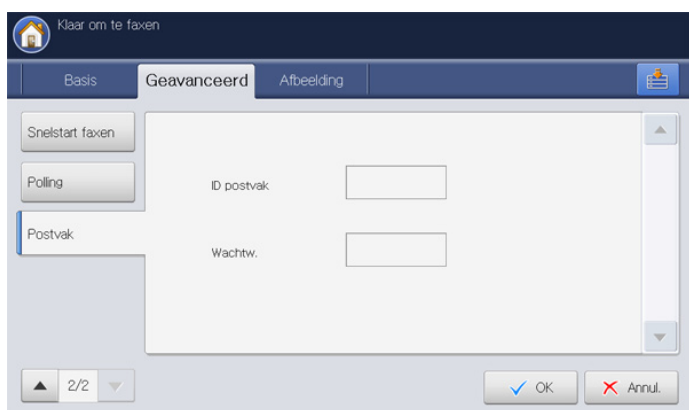 Klaar om te faxen
Basis
Geavanceerd
Afbeelding
Snelstart faxen
Polling
ID postvak
Postvak
Wachtw.
2/2
OK
Annul.